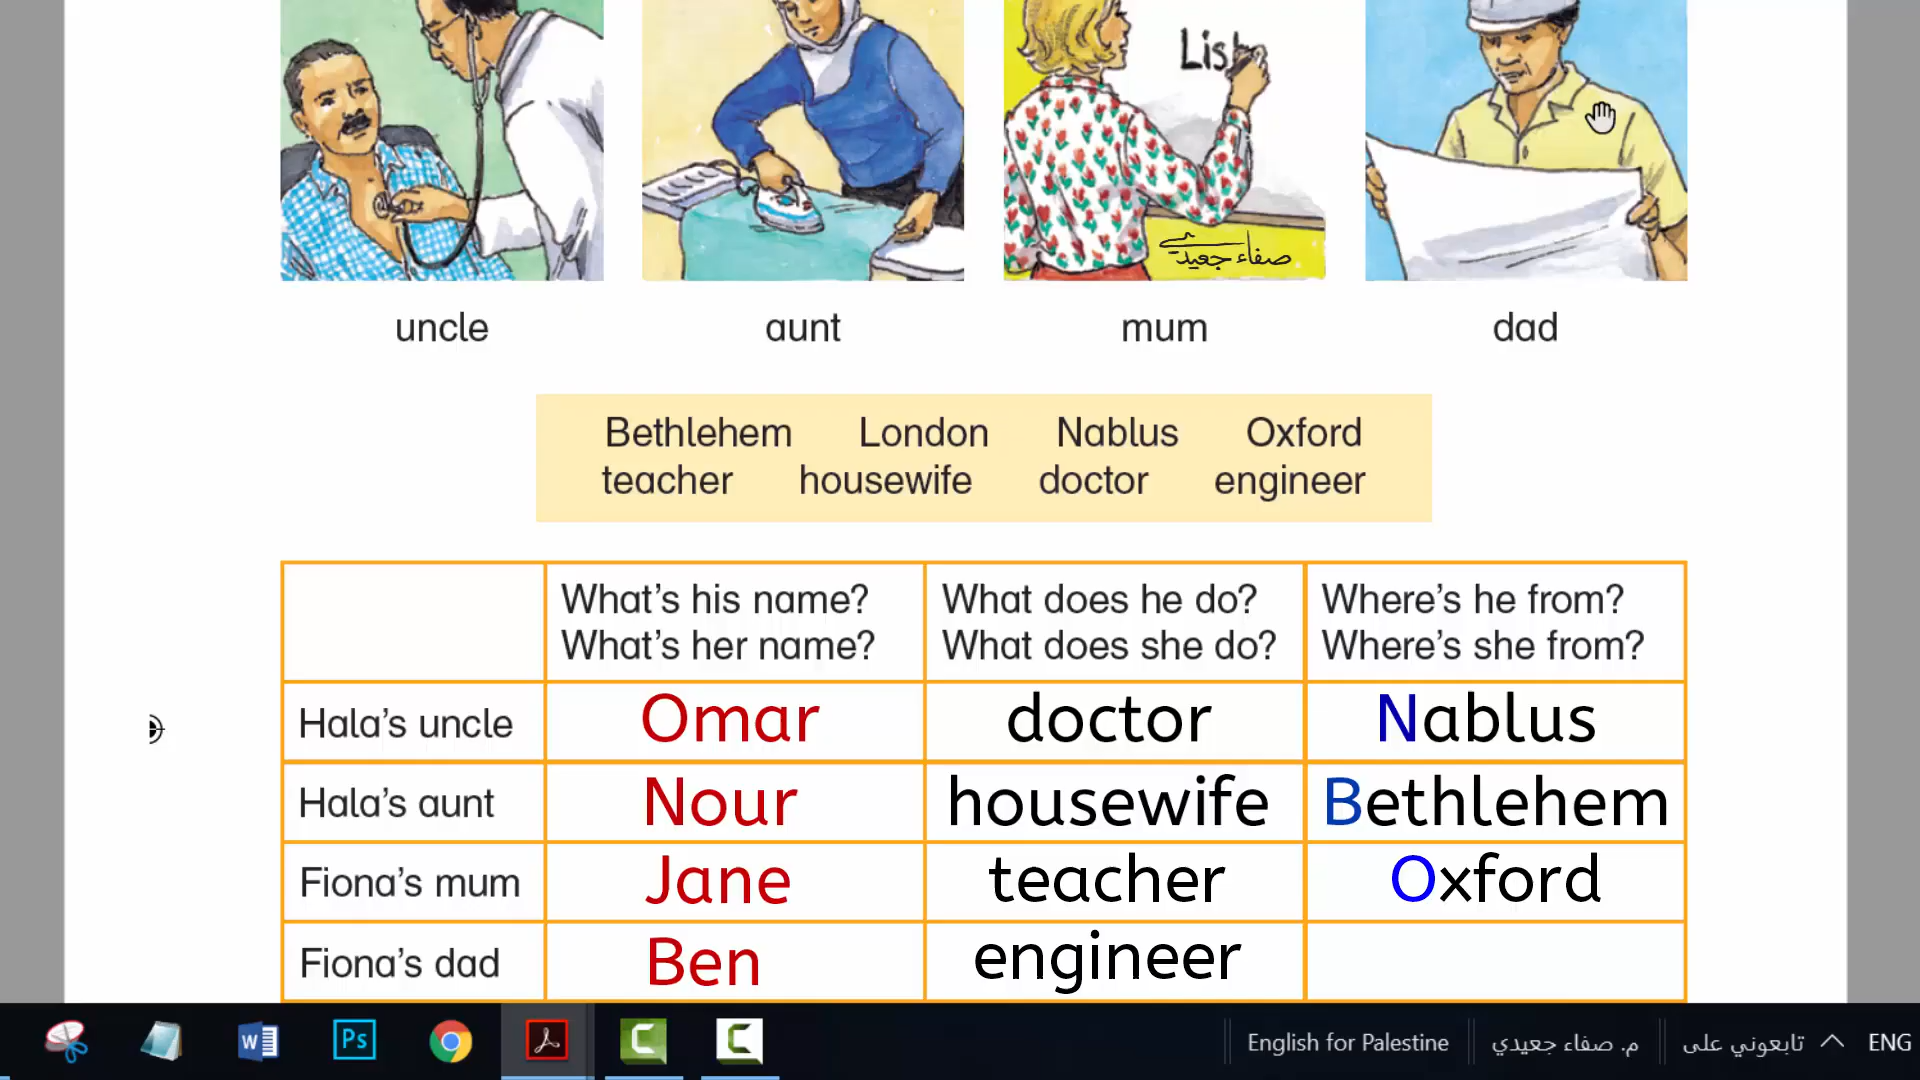 Lis
صفاء جعيدي
uncle
aunt
mum
dad
Bethlehem London Nablus Oxford
teacher housewife doctor engineer
What's his name? What does he do? Where's he from?
What's her name? What does she do? Where's she from?
Hala's uncle Omar doctor Nablus
Hala's aunt Nour housewife Bethlehem
Fiona's mum Jane teacher Oxford
Fiona's dad Ben engineer
W Ps C C English for Palestine م. صفاء جعيدي تابعوني على ENG